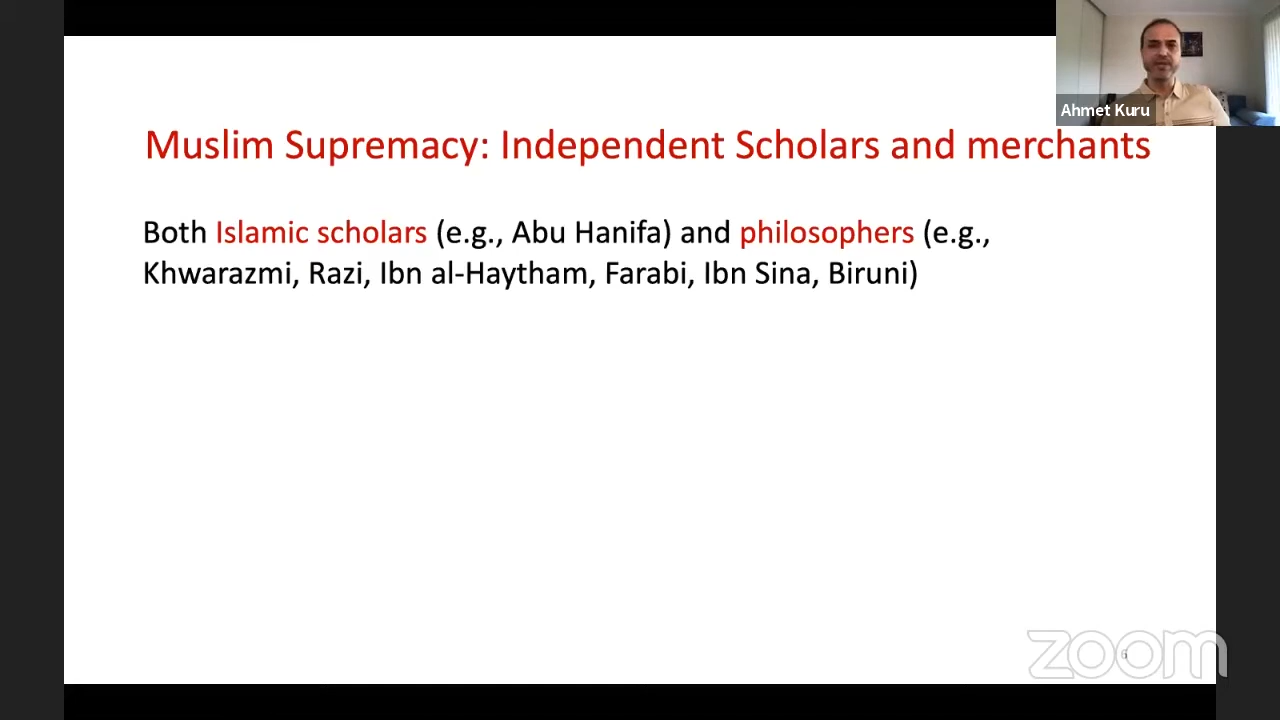 Ahmet Kuru
Muslim Supremacy: Independent Scholars and merchants
Both Islamic scholars (e.g., Abu Hanifa) and philosophers (e.g.,
Khwarazmi, Razi, Ibn al-Haytham, Farabi, Ibn Sina, Biruni)
6
zoom